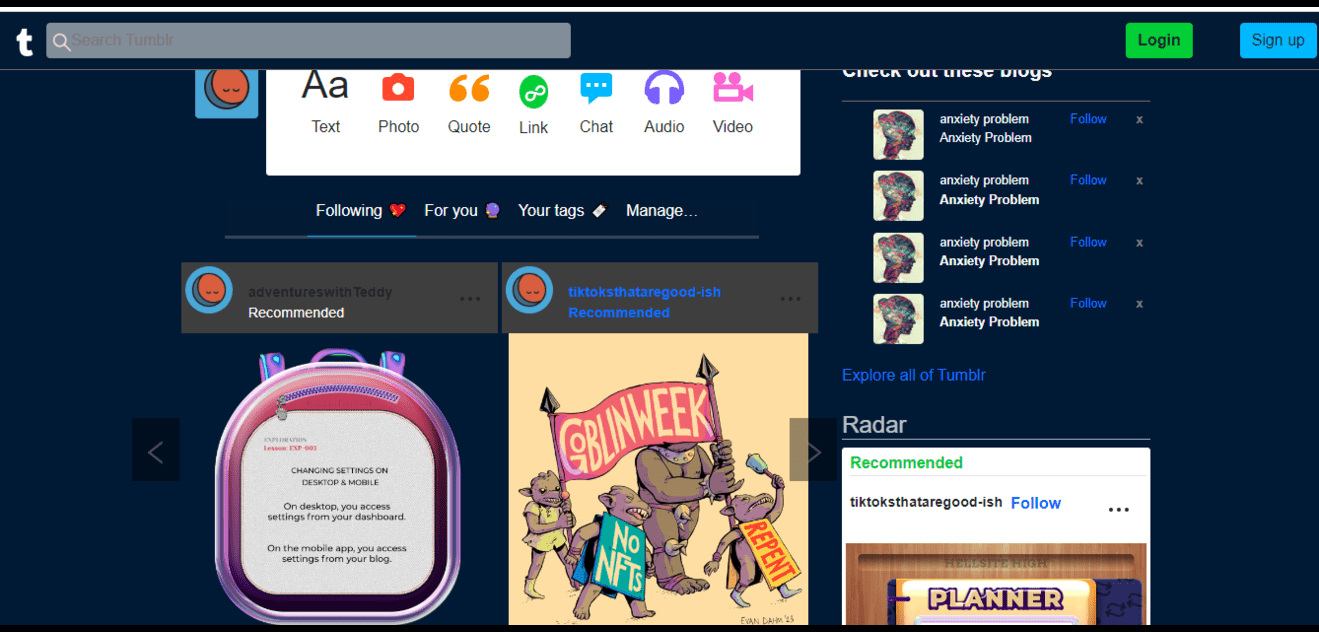 t
Search Tumblr
Login
Sign up
Aa
Text
Photo
Quote
Link
Chat
Audio
Video
Check out these blogs
anxiety problem
Follow
x
Anxiety Problem
anxiety problem
Follow
x
Anxiety Problem
anxiety problem
Follow
x
Anxiety Problem
anxiety problem
Follow
x
Anxiety Problem
Explore all of Tumblr
Following
For you
Your tags
Manage...
adventureswithTeddy
Recommended
EXPLORATION
Lesson: EXP-003
CHANGING SETTINGS ON
DESKTOP & MOBILE
On desktop, you access
settings from your dashboard.
On the mobile app, you access
settings from your blog.
tiktoksthataregood-ish
Recommended
GOBLINWEEK
NO
NFTs
REPENT
EVAN DAHM '23
Radar
Recommended
tiktoksthataregood-ish
Follow
HELLSITE HIGH
PLANNER